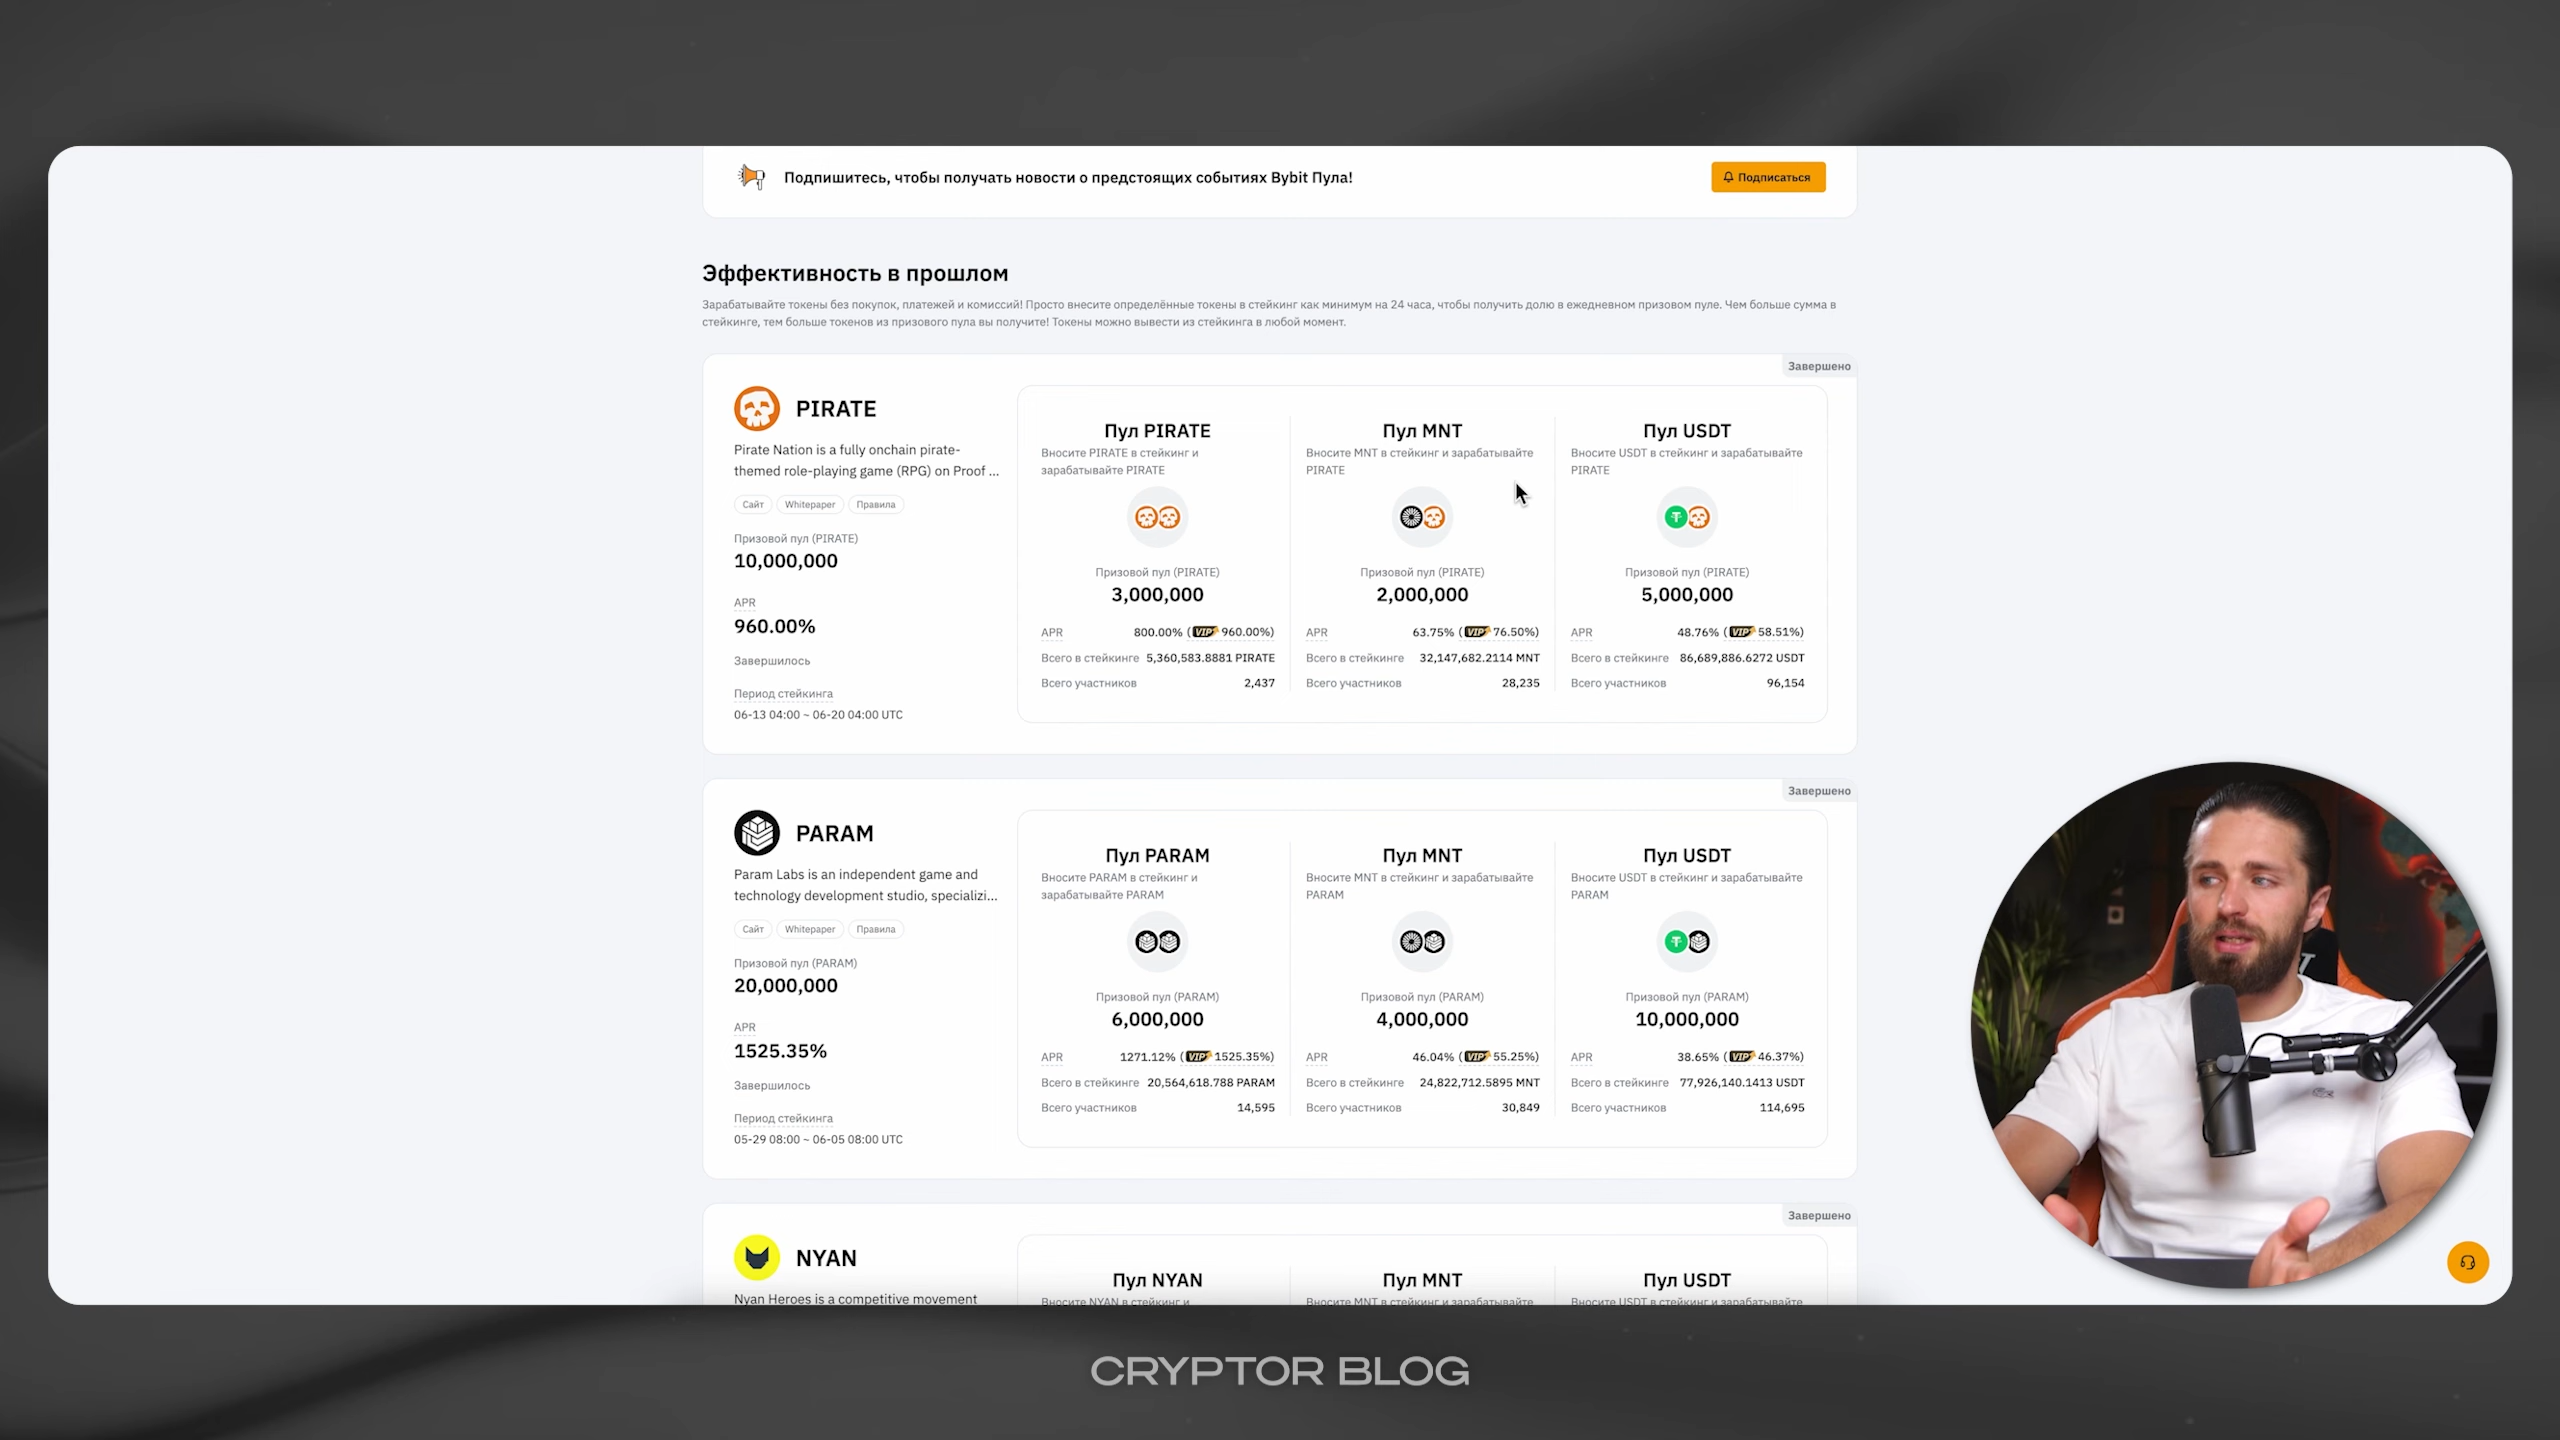 Подпишитесь, чтобы получать новости о предстоящих событиях Bybit Пула!
Подписаться
Эффективность в прошлом
Зарабатывайте токены без покупок, платежей и комиссий! Просто внесите определённые токены в стейкинг как минимум на 24 часа, чтобы получить долю в ежедневном призовом пуле. Чем больше сумма в
стейкинге, тем больше токенов из призового пула вы получите! Токены можно вывести из стейкинга в любой момент.
Завершено
PIRATE
Pirate Nation is a fully onchain pirate-
themed role-playing game (RPG) on Proof ...
Сайт
Whitepaper
Правила
Призовой пул (PIRATE)
10,000,000
APR
960.00%
Завершилось
Период стейкинга
06-13 04:00 ~ 06-20 04:00 UTC
Пул PIRATE
Вносите PIRATE в стейкинг и
зарабатывайте PIRATE
Призовой пул (PIRATE)
3,000,000
APR 800.00% (VIP 960.00%)
Всего в стейкинге 5,360,583.8881 PIRATE
Всего участников 2,437
Пул MNT
Вносите MNT в стейкинг и зарабатывайте
PIRATE
Призовой пул (PIRATE)
2,000,000
APR 63.75% (VIP 76.50%)
Всего в стейкинге 32,147,682.2114 MNT
Всего участников 28,235
Пул USDT
Вносите USDT в стейкинг и зарабатывайте
PIRATE
Призовой пул (PIRATE)
5,000,000
APR 48.76% (VIP 58.51%)
Всего в стейкинге 86,689,886.6272 USDT
Всего участников 96,154
Завершено
PARAM
Param Labs is an independent game and
technology development studio, specializi...
Сайт
Whitepaper
Правила
Призовой пул (PARAM)
20,000,000
APR
1525.35%
Завершилось
Период стейкинга
05-29 08:00 ~ 06-05 08:00 UTC
Пул PARAM
Вносите PARAM в стейкинг и
зарабатывайте PARAM
Призовой пул (PARAM)
6,000,000
APR 1271.12% (VIP 1525.35%)
Всего в стейкинге 20,564,618.788 PARAM
Всего участников 14,595
Пул MNT
Вносите MNT в стейкинг и зарабатывайте
PARAM
Призовой пул (PARAM)
4,000,000
APR 46.04% (VIP 55.25%)
Всего в стейкинге 24,822,712.5895 MNT
Всего участников 30,849
Пул USDT
Вносите USDT в стейкинг и зарабатывайте
PARAM
Призовой пул (PARAM)
10,000,000
APR 38.65% (VIP 46.37%)
Всего в стейкинге 77,926,140.1413 USDT
Всего участников 114,695
Завершено
NYAN
Nyan Heroes is a competitive movement
Пул NYAN
Вносите NYAN в стейкинг и
Пул MNT
Вносите MNT в стейкинг и зарабатывайте
Пул USDT
Вносите USDT в стейкинг и зарабатывайте
CRYPTOR BLOG